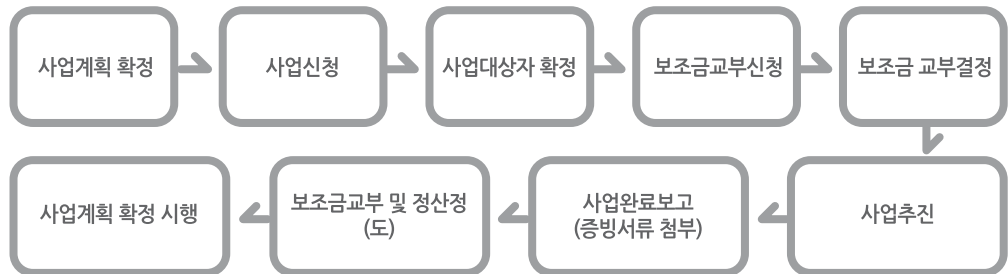 사업계획 확정
사업신청
사업대상자 확정
보조금교부신청
보조금 교부결정
사업추진
사업완료보고
(증빙서류 첨부)
보조금교부 및 정산정
(도)
사업계획 확정 시행